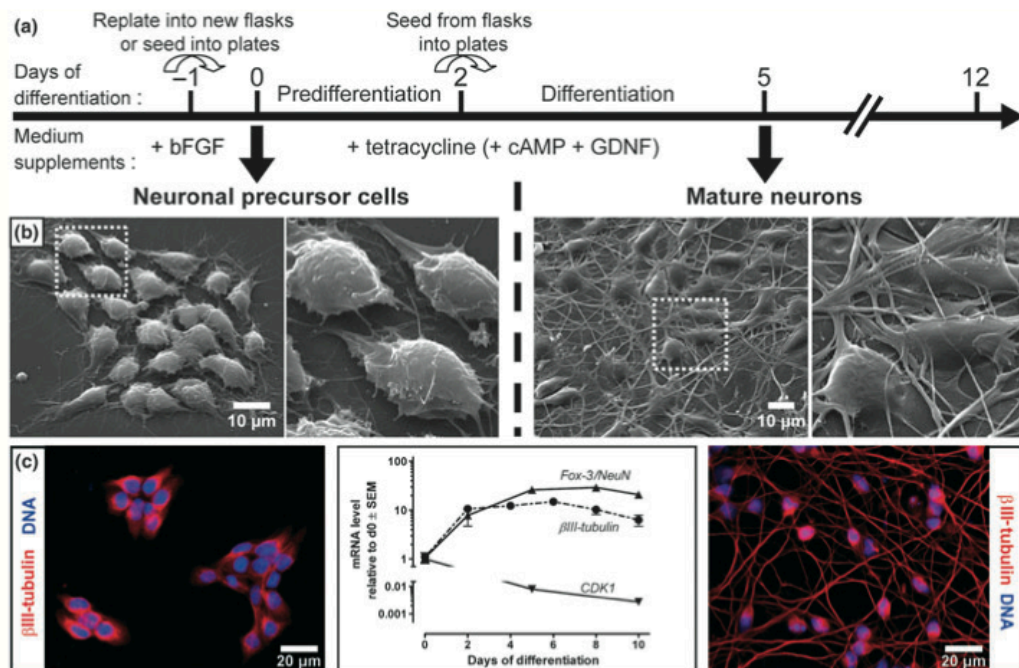 (a)
Replate into new flasks
or seed into plates
Seed from flasks
into plates
Days of
differentiation :
−1
0
Predifferentiation
2
Differentiation
5
12
Medium
supplements :
+ bFGF
+ tetracycline (+ cAMP + GDNF)
Neuronal precursor cells
Mature neurons
(b)
10 µm
10 µm
(c)
βIII-tubulin DNA
20 µm
mRNA level
relative to d0 ± SEM
100
10
1
0.01
0.001
Fox-3/NeuN
βIII-tubulin
CDK1
0 2 4 6 8 10
Days of differentiation
βIII-tubulin DNA
20 µm